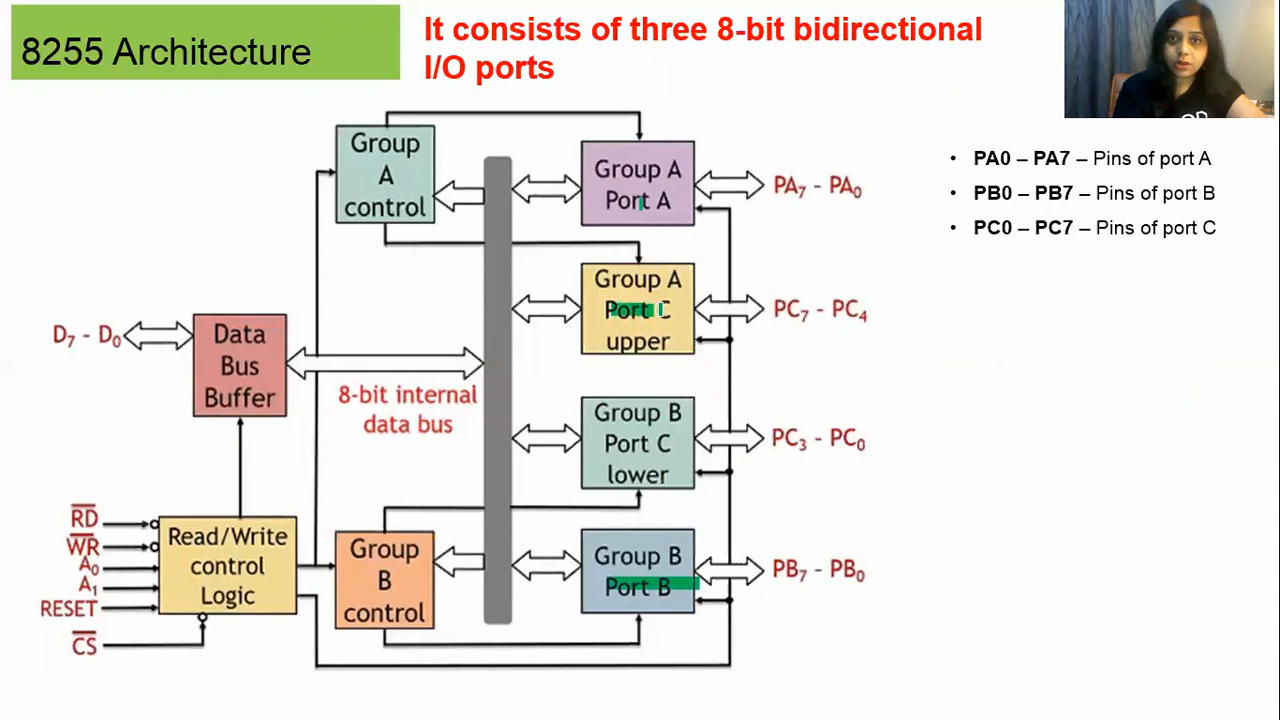 8255 Architecture
It consists of three 8-bit bidirectional
I/O ports
• PA0 – PA7 – Pins of port A
• PB0 – PB7 – Pins of port B
• PC0 – PC7 – Pins of port C
Group
A
control
Group A
Port A
PA₇ - PA₀
Group A
Port C
upper
PC₇ - PC₄
D₇ - D₀
Data
Bus
Buffer
8-bit internal
data bus
Group B
Port C
lower
PC₃ - PC₀
R̅D̅
W̅R̅
A₀
A₁
RESET
C̅S̅
Read/Write
control
Logic
Group
B
control
Group B
Port B
PB₇ - PB₀